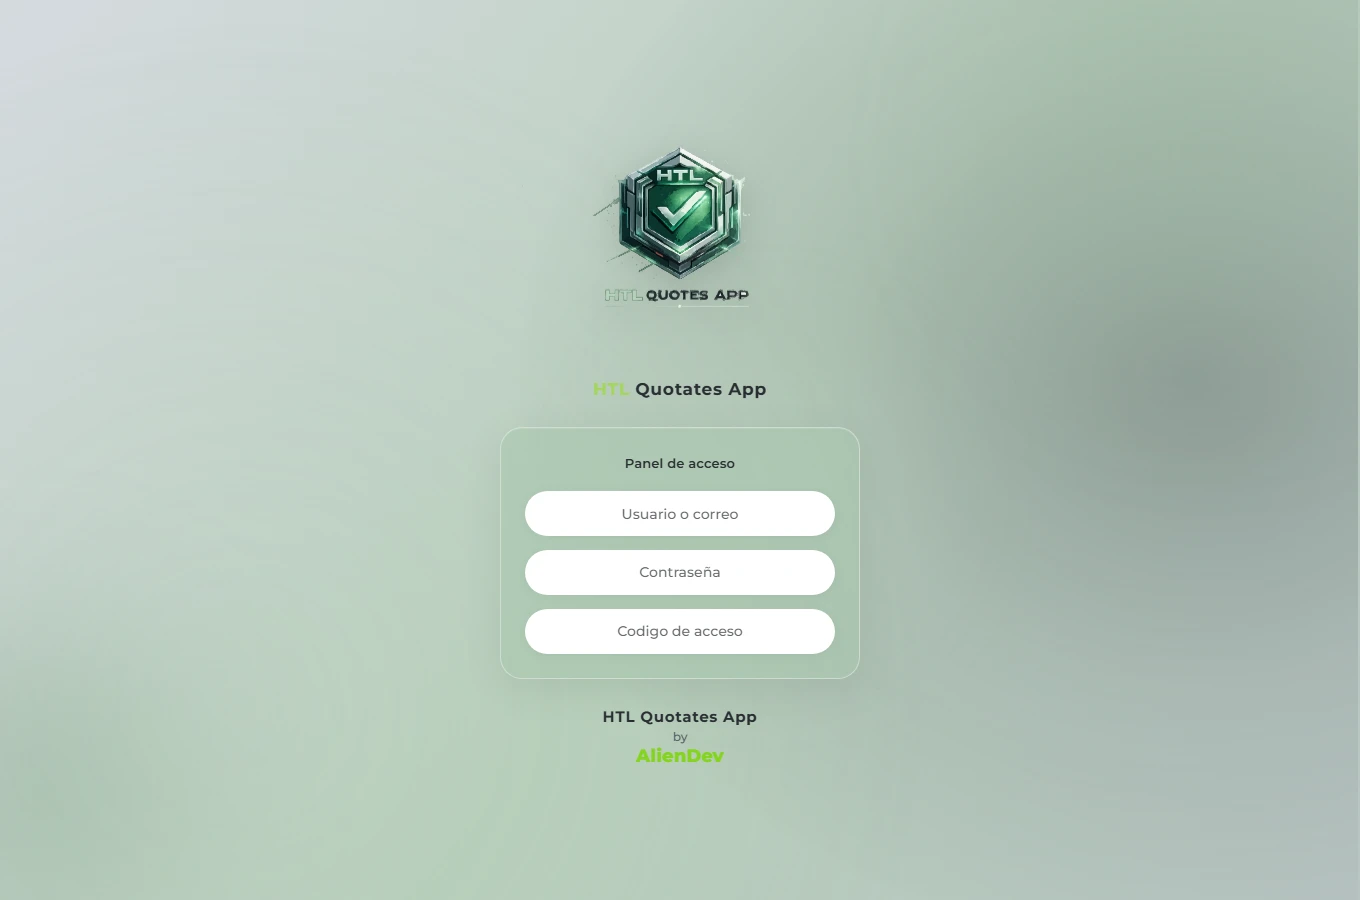 HTL
HTL QUOTES APP
HTL Quotates App
Panel de acceso
Usuario o correo
Contraseña
Codigo de acceso
HTL Quotates App
by
AlienDev